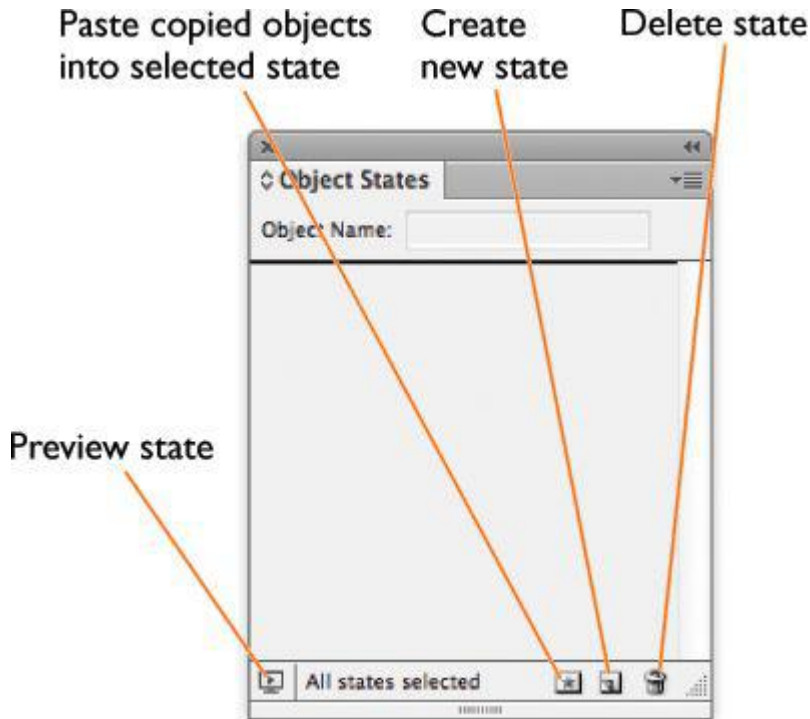 Paste copied objects
into selected state
Create
new state
Delete state
Object States
Object Name:
Preview state
All states selected